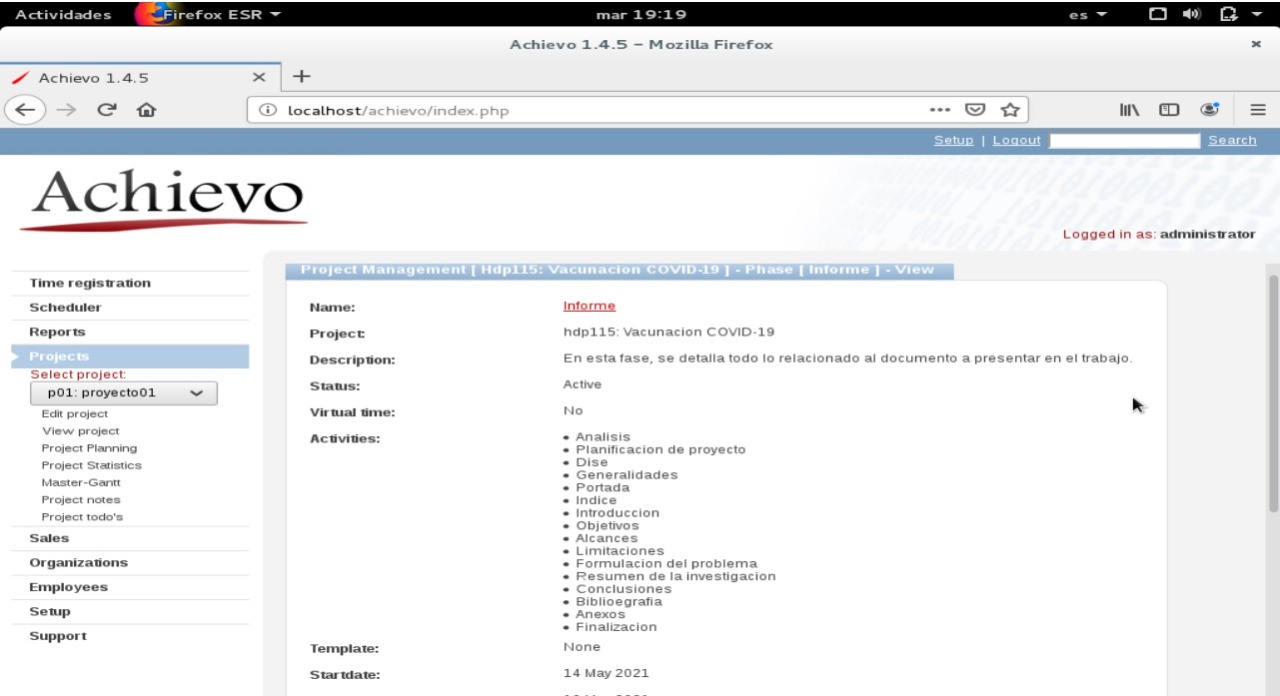 Actividades Firefox ESR mar 19:19 es
Achievo 1.4.5 – Mozilla Firefox
Achievo 1.4.5
localhost/achievo/index.php
Setup | Logout Search
Achievo
Logged in as: administrator
Time registration
Scheduler
Reports
Projects
Select project:
p01: proyecto01
Edit project
View project
Project Planning
Project Statistics
Master-Gantt
Project notes
Project todo's
Sales
Organizations
Employees
Setup
Support
Project Management [ Hdp115: Vacunacion COVID-19 ] - Phase [ Informe ] - View
Name: Informe
Project: hdp115: Vacunacion COVID-19
Description: En esta fase, se detalla todo lo relacionado al documento a presentar en el trabajo.
Status: Active
Virtual time: No
Activities: • Analisis
• Planificacion de proyecto
• Dise
• Generalidades
• Portada
• Indice
• Introduccion
• Objetivos
• Alcances
• Limitaciones
• Formulacion del problema
• Resumen de la investigacion
• Conclusiones
• Biblioegrafia
• Anexos
• Finalizacion
Template: None
Startdate: 14 May 2021